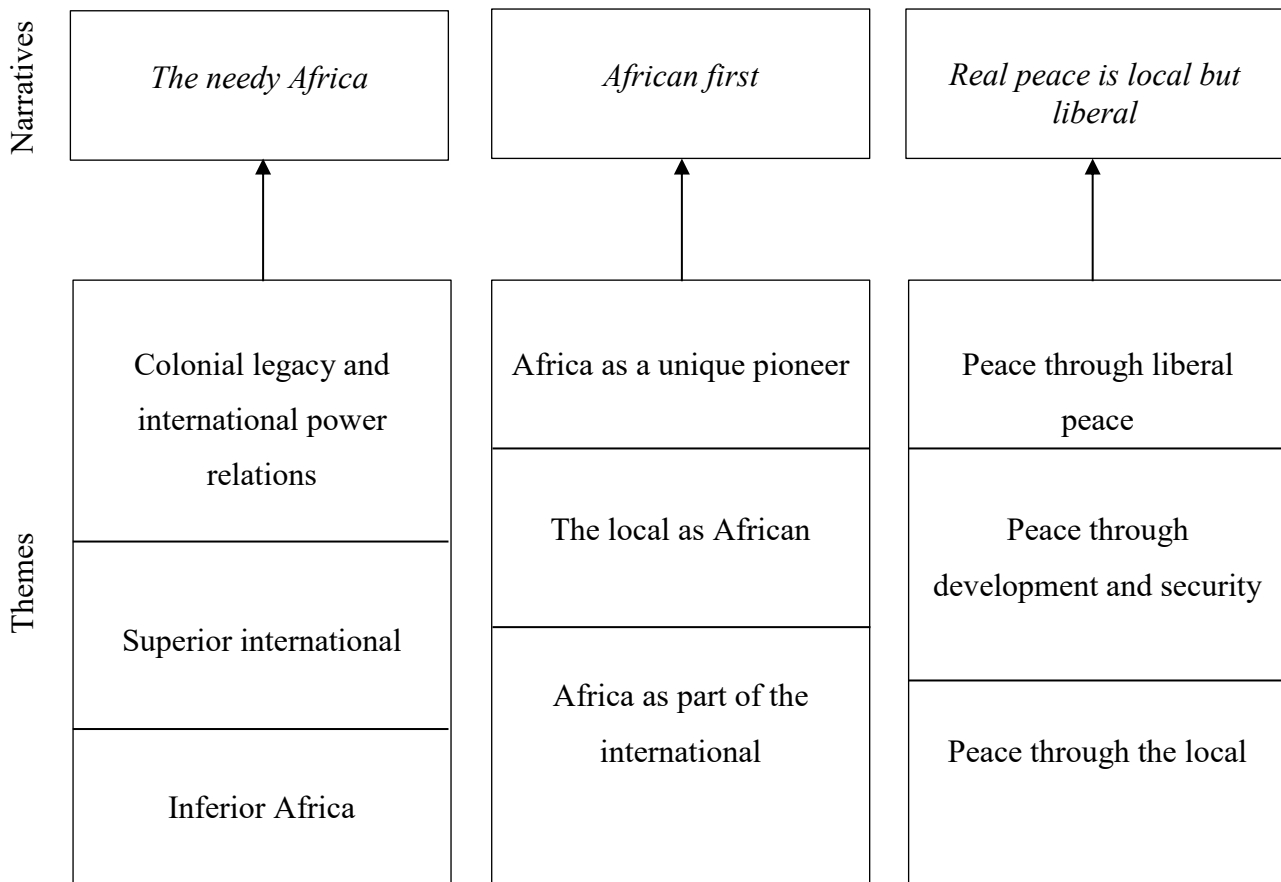 Narratives
The needy Africa
African first
Real peace is local but
liberal
Themes
Colonial legacy and
international power
relations
Superior international
Inferior Africa
Africa as a unique pioneer
The local as African
Africa as part of the
international
Peace through liberal
peace
Peace through
development and security
Peace through the local